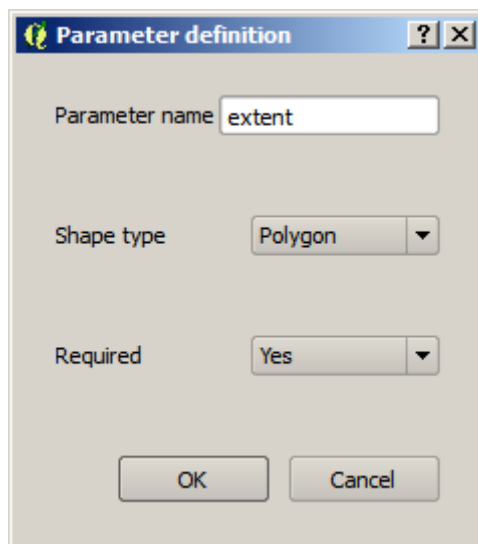 Parameter definition ?
Parameter name extent
Shape type Polygon
Required Yes
OK Cancel